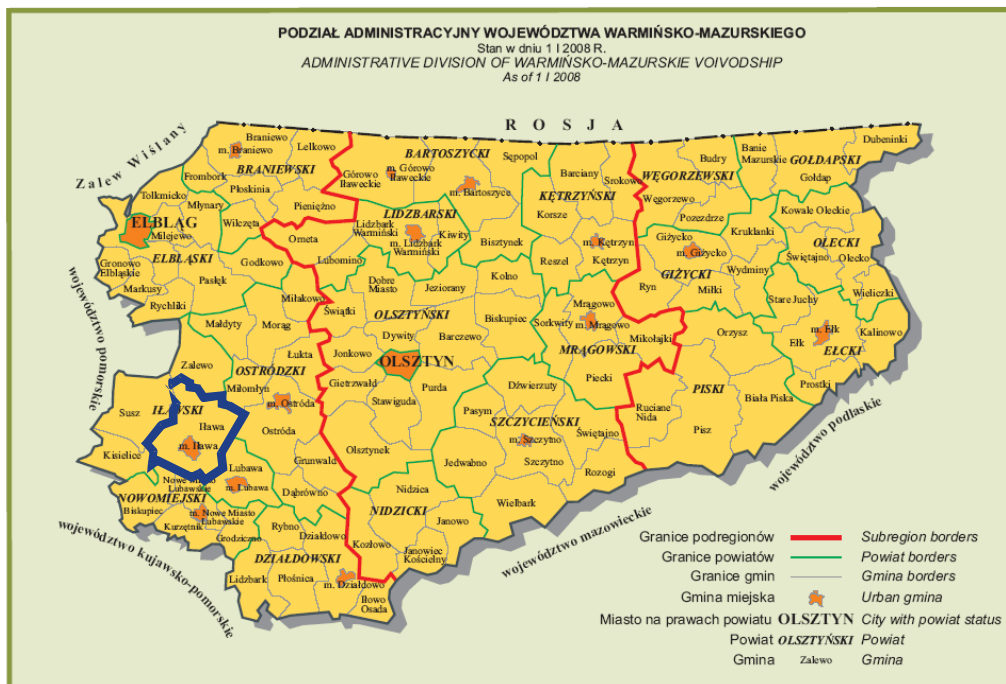 PODZIAŁ ADMINISTRACYJNY WOJEWÓDZTWA WARMIŃSKO-MAZURSKIEGO
Stan w dniu 1 I 2008 R.
ADMINISTRATIVE DIVISION OF WARMIŃSKO-MAZURSKIE VOIVODSHIP
As of 1 I 2008
ROSJA
Zalew Wiślany
województwo pomorskie
województwo kujawsko-pomorskie
województwo mazowieckie
województwo podlaskie
Braniewo
m. Braniewo
Lelkowo
BRANIEWSKI
Frombork
Płoskinia
Pieniężno
Wilczęta
Tolkmicko
Młynary
ELBLĄG
Milejewo
ELBLĄSKI
Gronowo
Elbląskie
Markusy
Pasłęk
Rychliki
Godkowo
BARTOSZYCKI
Sępopol
Górowo
Iławeckie
m. Górowo
Iławeckie
m. Bartoszyce
Bisztynek
LIDZBARSKI
Lidzbark
Warmiński
m. Lidzbark
Warmiński
Kiwity
Orneta
Lubomino
Barciany
Srokowo
KĘTRZYŃSKI
Korsze
m. Kętrzyn
Kętrzyn
Reszel
WĘGORZEWSKI
Budry
Węgorzewo
Pozezdrze
Banie
Mazurskie
GOŁDAPSKI
Dubeninki
Gołdap
Kowale Oleckie
OLECKI
Świętajno
Olecko
Wieliczki
Giżycko
m. Giżycko
Kruklanki
GIŻYCKI
Wydminy
Ryn
Miłki
Stare Juchy
m. Ełk
Ełk
Kalinowo
EŁCKI
Prostki
Orzysz
PISKI
Biała Piska
Ruciane
Nida
Pisz
Mrągowo
m. Mrągowo
Sorkwity
Mikołajki
MRĄGOWSKI
Piecki
Dobre
Miasto
Jeziorany
Kolno
Świątki
OLSZTYŃSKI
Dywity
Barczewo
Biskupiec
Jonkowo
OLSZTYN
Gietrzwałd
Stawiguda
Purda
Olsztynek
Dźwierzuty
Pasym
SZCZYCIEŃSKI
m. Szczytno
Szczytno
Świętajno
Jedwabno
Rozogi
Wielbark
Nidzica
NIDZICKI
Janowo
Kozłowo
Janowiec
Kościelny
Miłakowo
Małdyty
Morąg
Łukta
OSTRÓDZKI
Miłomłyn
m. Ostróda
Ostróda
Grunwald
Dąbrówno
Zalewo
Susz
IŁAWSKI
Iława
m. Iława
Kisielice
Lubawa
m. Lubawa
Nowe Miasto
Lubawskie
NOWOMIEJSKI
Biskupiec
m. Nowe Miasto
Lubawskie
Kurzętnik
Grodziczno
Rybno
Działdowo
DZIAŁDOWSKI
Lidzbark
Płośnica
m. Działdowo
Iłowo
Osada
Granice podregionów Subregion borders
Granice powiatów Powiat borders
Granice gmin Gmina borders
Gmina miejska Urban gmina
Miasto na prawach powiatu OLSZTYN City with powiat status
Powiat OLSZTYŃSKI Powiat
Gmina Zalewo Gmina